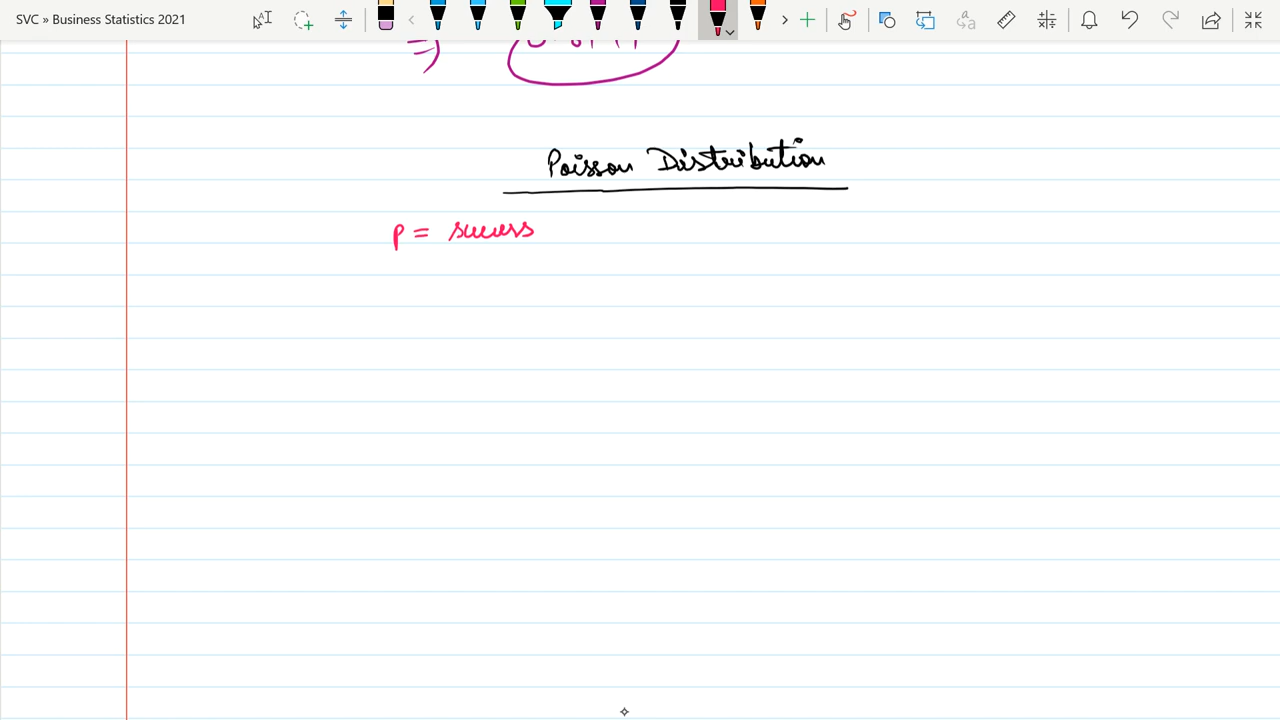 SVC » Business Statistics 2021
Poisson Distribution
p = success